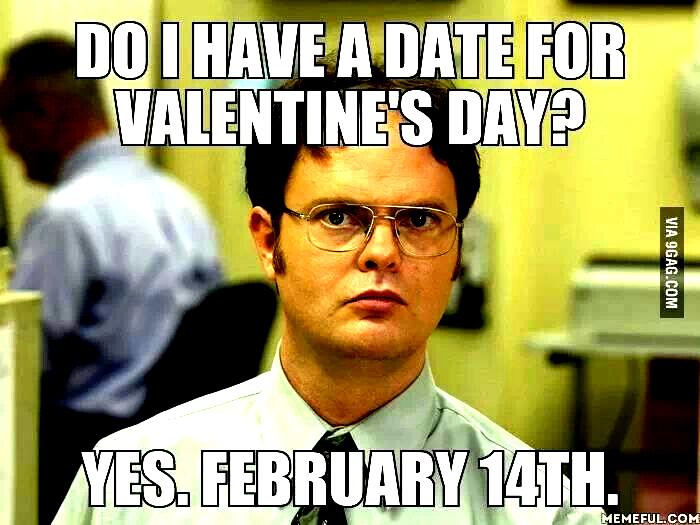 DO I HAVE A DATE FOR
VALENTINE'S DAY?
VIA 9GAG.COM
YES. FEBRUARY 14TH.
MEMEFUL.COM